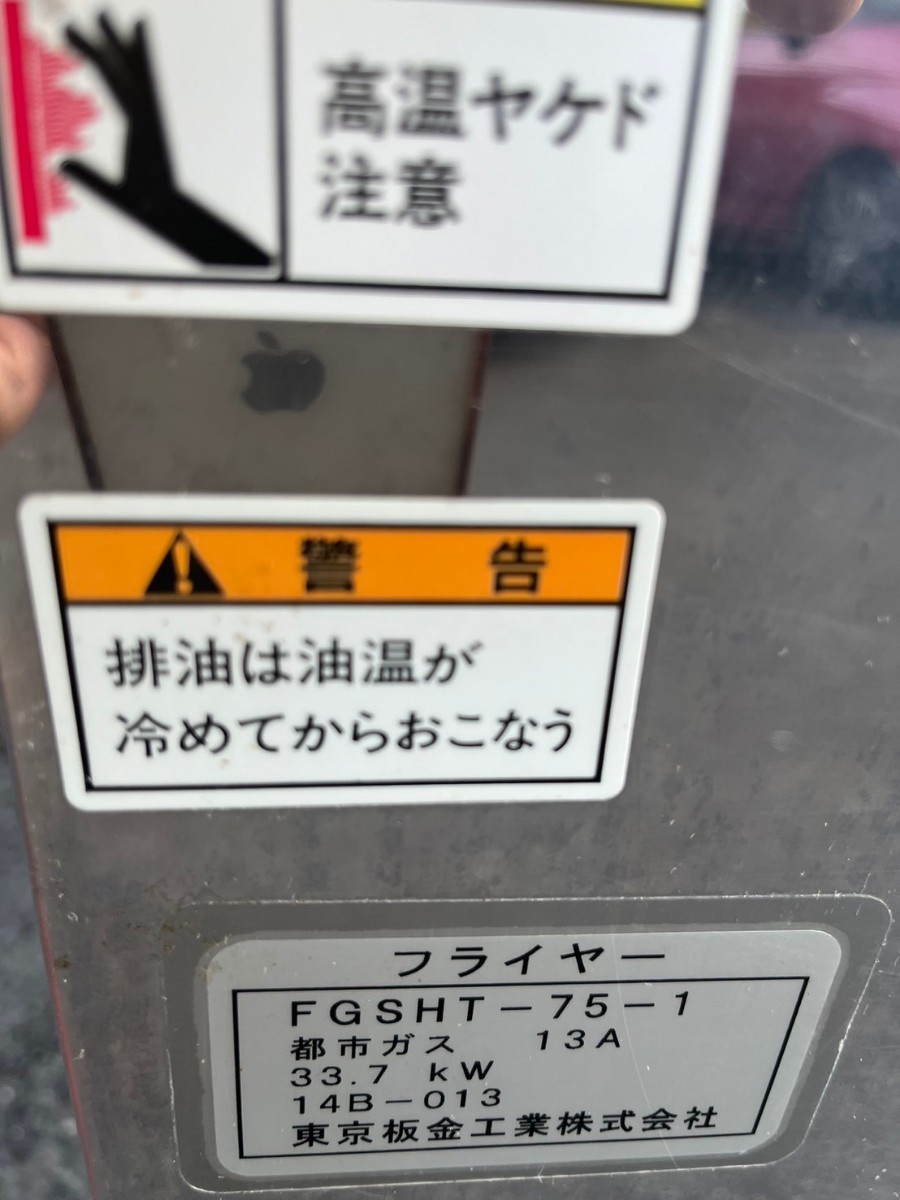 高温ヤケド
注意
警告
排油は油温が
冷めてからおこなう
フライヤー
FGSHT-75-1
都市ガス 13A
33.7 kW
14B-013
東京板金工業株式会社